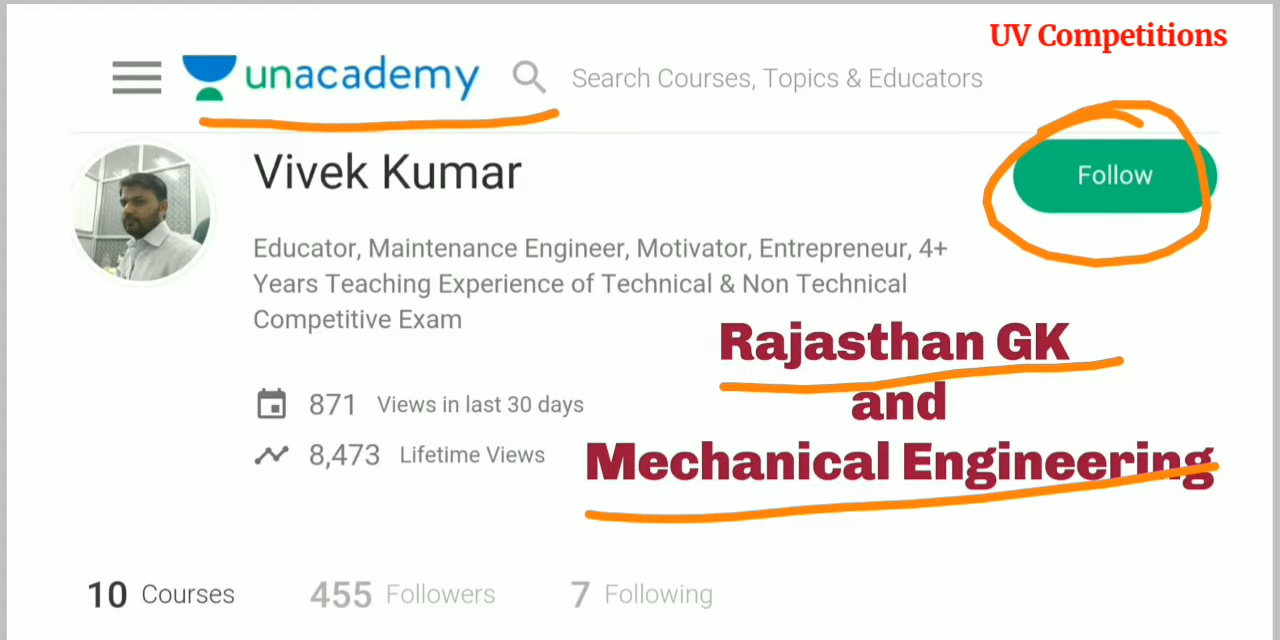 UV Competitions
unacademy
Search Courses, Topics & Educators
Vivek Kumar
Follow
Educator, Maintenance Engineer, Motivator, Entrepreneur, 4+
Years Teaching Experience of Technical & Non Technical
Competitive Exam
Rajasthan GK
and
Mechanical Engineering
871 Views in last 30 days
8,473 Lifetime Views
10 Courses 455 Followers 7 Following